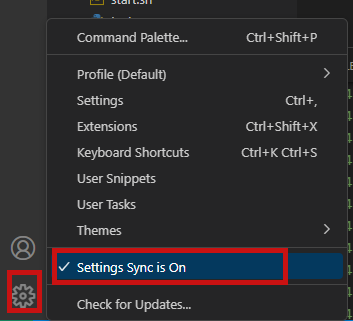 start.sh
Command Palette... Ctrl+Shift+P
Profile (Default)
Settings Ctrl+,
Extensions Ctrl+Shift+X
Keyboard Shortcuts Ctrl+K Ctrl+S
User Snippets
User Tasks
Themes
Settings Sync is On
Check for Updates...